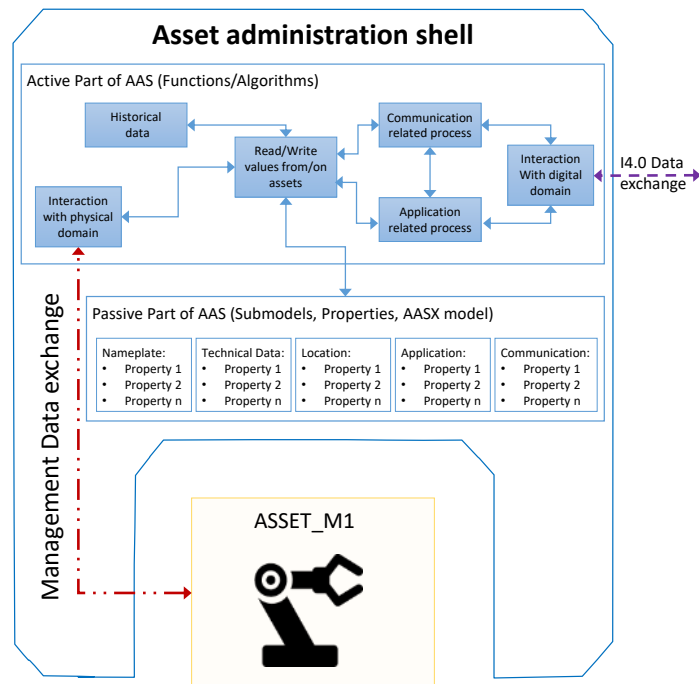 Asset administration shell
Active Part of AAS (Functions/Algorithms)
Historical
data
Read/Write
values from/on
assets
Communication
related process
Interaction
With digital
domain
I4.0 Data
exchange
Interaction
with physical
domain
Application
related process
Passive Part of AAS (Submodels, Properties, AASX model)
Nameplate:
• Property 1
• Property 2
• Property n
Technical Data:
• Property 1
• Property 2
• Property n
Location:
• Property 1
• Property 2
• Property n
Application:
• Property 1
• Property 2
• Property n
Communication:
• Property 1
• Property 2
• Property n
Management Data exchange
ASSET_M1